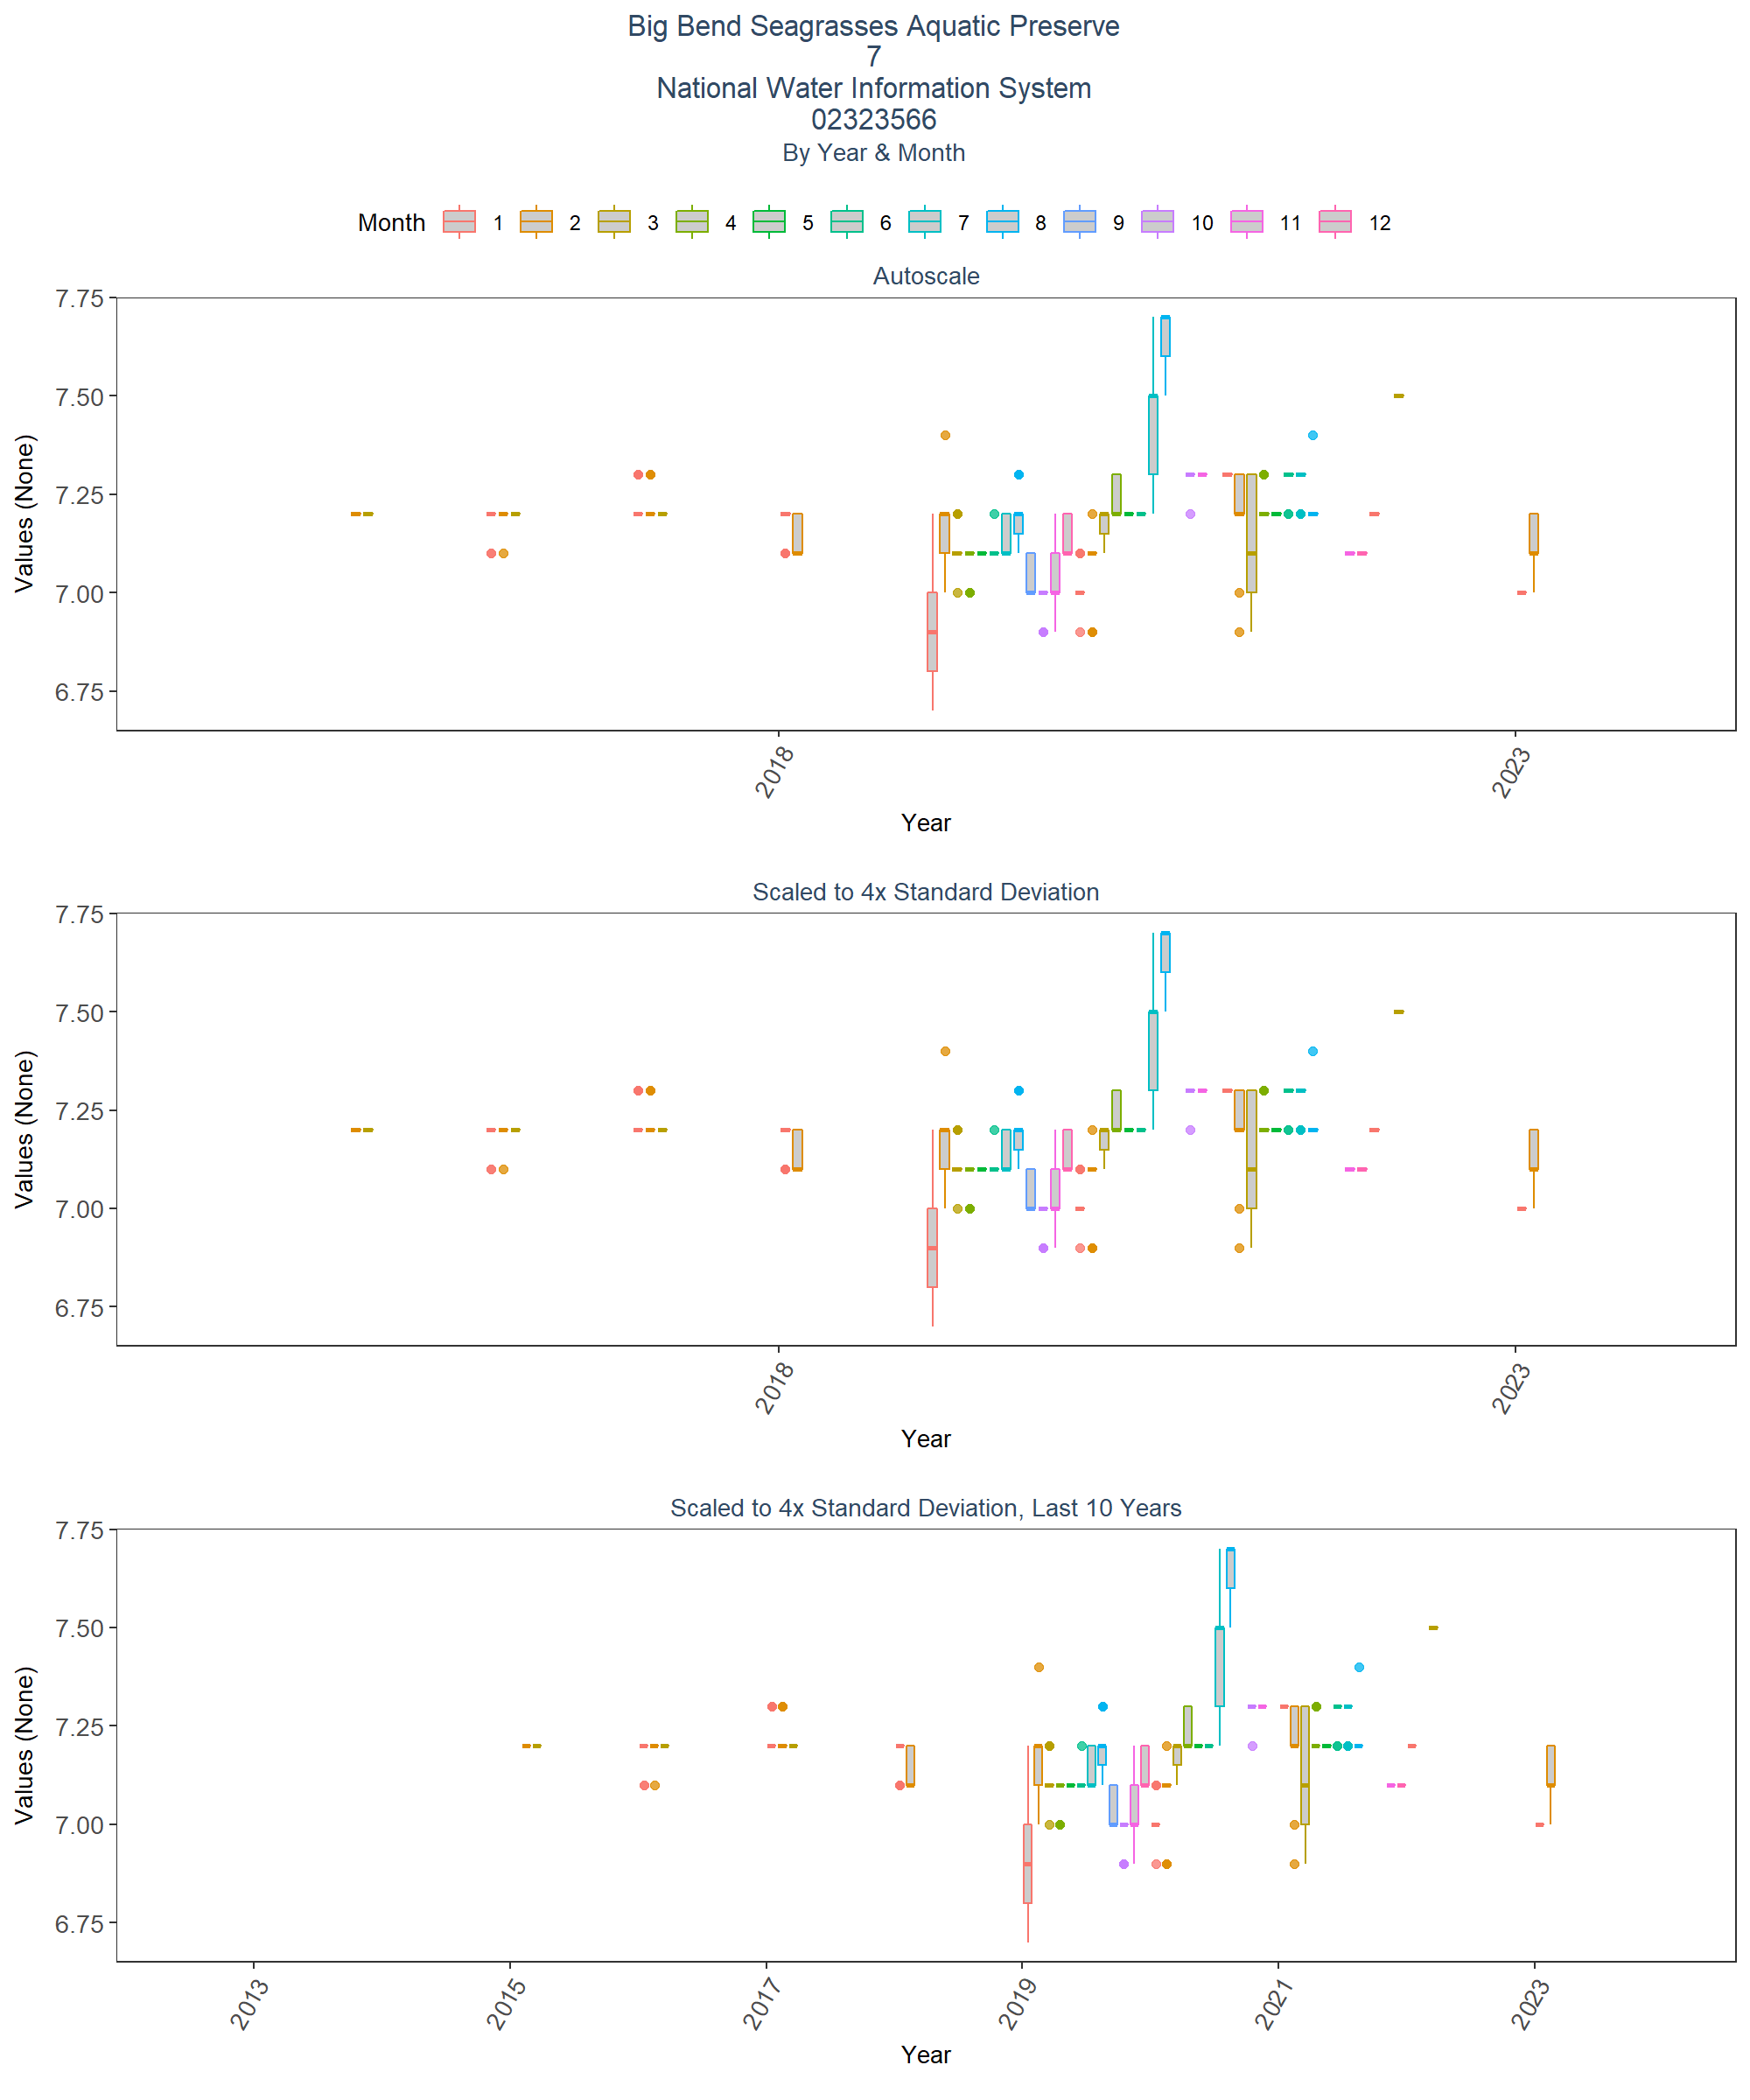 Big Bend Seagrasses Aquatic Preserve
7
National Water Information System
02323566
By Year & Month
Month 1 2 3 4 5 6 7 8 9 10 11 12
Autoscale
Values (None)
7.75
7.50
7.25
7.00
6.75
2018 2023
Year
Scaled to 4x Standard Deviation
Values (None)
7.75
7.50
7.25
7.00
6.75
2018 2023
Year
Scaled to 4x Standard Deviation, Last 10 Years
Values (None)
7.75
7.50
7.25
7.00
6.75
2013 2015 2017 2019 2021 2023
Year